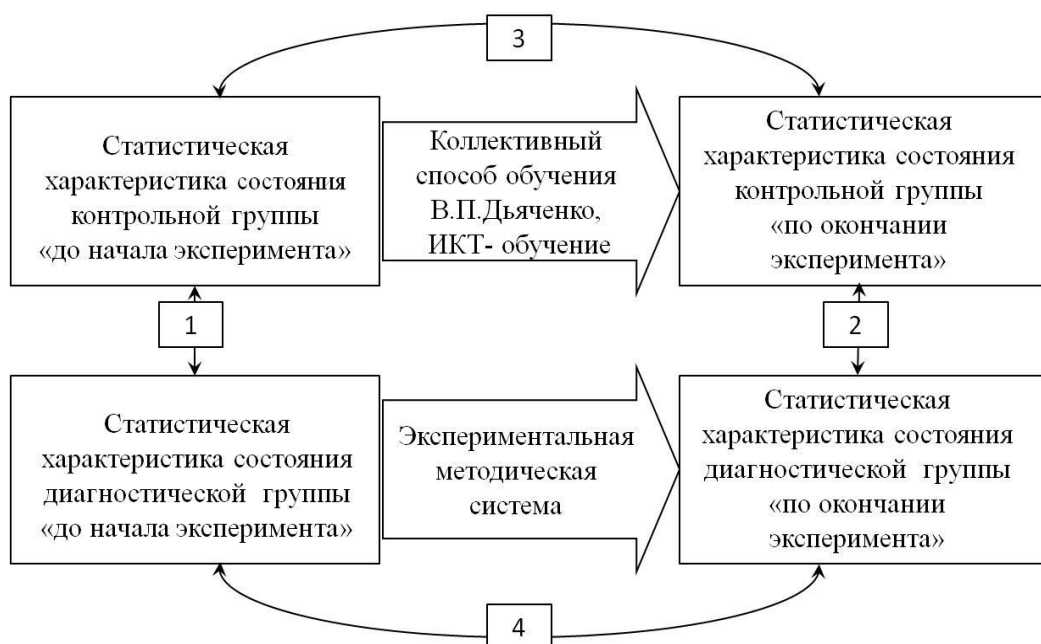 3
Статистическая
характеристика состояния
контрольной группы
«до начала эксперимента»
Коллективный
способ обучения
В.П.Дьяченко,
ИКТ- обучение
Статистическая
характеристика состояния
контрольной группы
«по окончании
эксперимента»
1
2
Статистическая
характеристика состояния
диагностической группы
«до начала эксперимента»
Экспериментальная
методическая
система
Статистическая
характеристика состояния
диагностической группы
«по окончании
эксперимента»
4